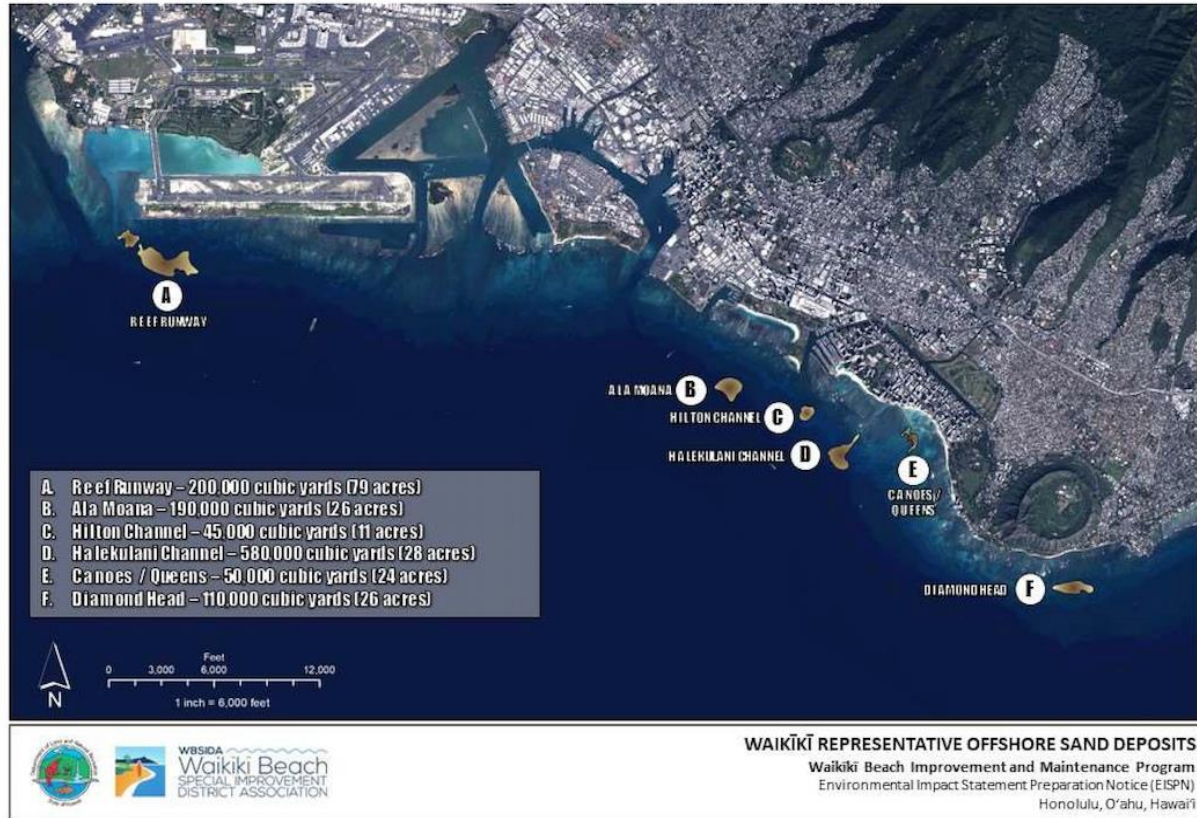 A
REEF RUNWAY
ALA MOANA B
HILTON CHANNEL C
HALEKULANI CHANNEL D
E
CANOES /
QUEENS
DIAMOND HEAD F
A. Reef Runway – 200,000 cubic yards (79 acres)
B. Ala Moana – 190,000 cubic yards (26 acres)
C. Hilton Channel – 45,000 cubic yards (11 acres)
D. Halekulani Channel – 580,000 cubic yards (28 acres)
E. Canoes / Queens – 50,000 cubic yards (24 acres)
F. Diamond Head – 110,000 cubic yards (26 acres)
N
Feet
0 3,000 6,000 12,000
1 inch = 6,000 feet
WBSIDA
Waikiki Beach
SPECIAL IMPROVEMENT
DISTRICT ASSOCIATION
WAIKĪKĪ REPRESENTATIVE OFFSHORE SAND DEPOSITS
Waikīkī Beach Improvement and Maintenance Program
Environmental Impact Statement Preparation Notice (EISPN)
Honolulu, Oʻahu, Hawaiʻi